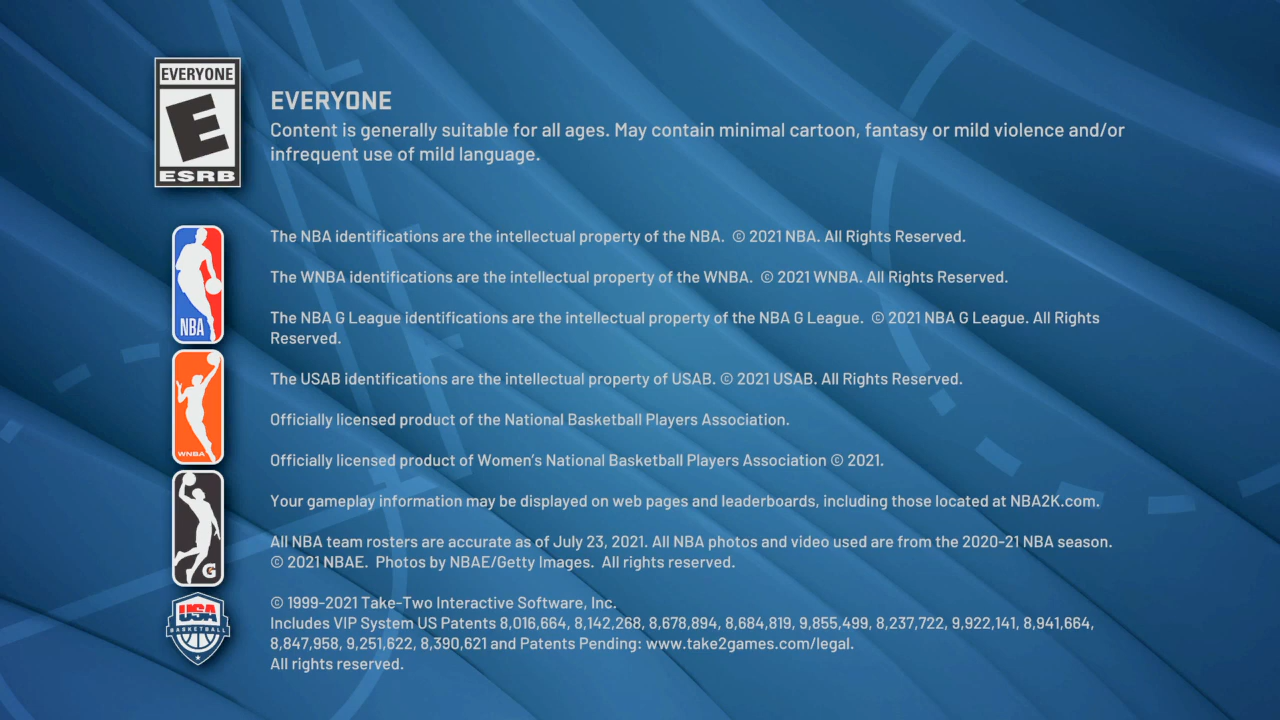 EVERYONE
E
ESRB
EVERYONE
Content is generally suitable for all ages. May contain minimal cartoon, fantasy or mild violence and/or
infrequent use of mild language.
NBA
The NBA identifications are the intellectual property of the NBA.  © 2021 NBA. All Rights Reserved.
The WNBA identifications are the intellectual property of the WNBA.  © 2021 WNBA. All Rights Reserved.
The NBA G League identifications are the intellectual property of the NBA G League.  © 2021 NBA G League. All Rights
Reserved.
WNBA
The USAB identifications are the intellectual property of USAB. © 2021 USAB. All Rights Reserved.
Officially licensed product of the National Basketball Players Association.
Officially licensed product of Women's National Basketball Players Association © 2021.
G
Your gameplay information may be displayed on web pages and leaderboards, including those located at NBA2K.com.
All NBA team rosters are accurate as of July 23, 2021. All NBA photos and video used are from the 2020-21 NBA season.
© 2021 NBAE.  Photos by NBAE/Getty Images.  All rights reserved.
USA
BASKETBALL
© 1999-2021 Take-Two Interactive Software, Inc.
Includes VIP System US Patents 8,016,664, 8,142,268, 8,678,894, 8,684,819, 9,855,499, 8,237,722, 9,922,141, 8,941,664,
8,847,958, 9,251,622, 8,390,621 and Patents Pending: www.take2games.com/legal.
All rights reserved.